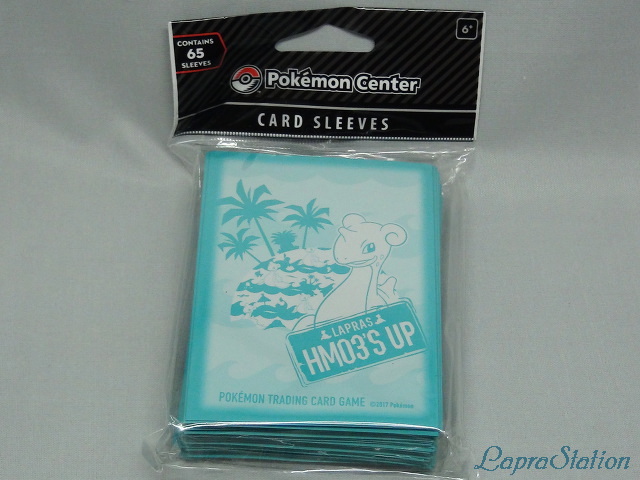 CONTAINS
65
SLEEVES
6+
Pokémon Center
CARD SLEEVES
LAPRAS
HM03'S UP
POKÉMON TRADING CARD GAME ©2017 Pokémon
LapraStation